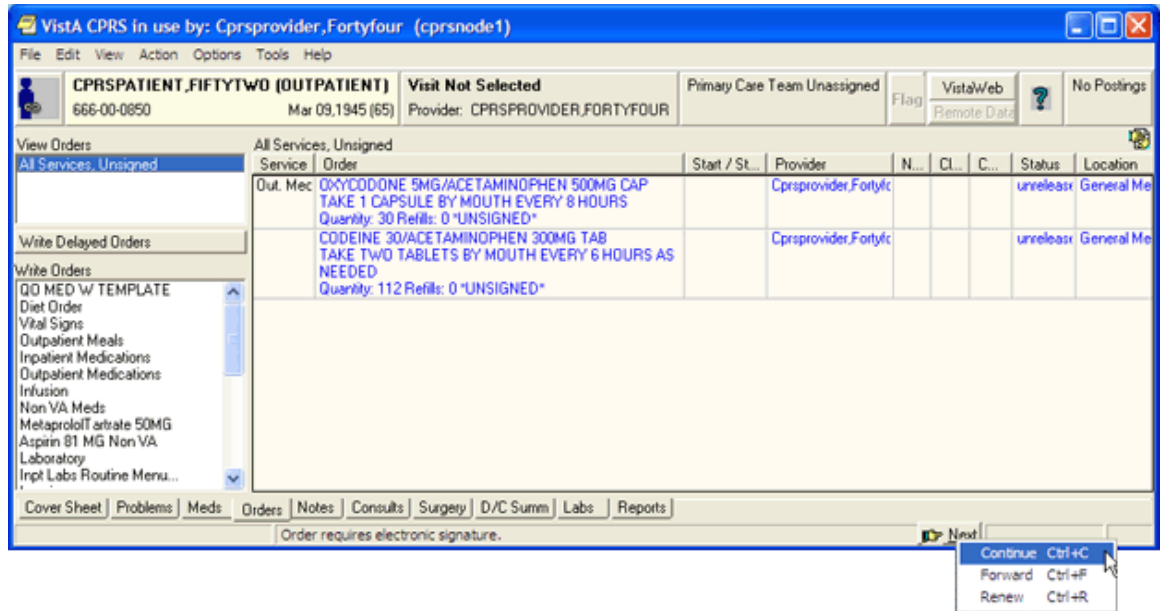 VistA CPRS in use by: Cprsprovider,Fortyfour (cprsnode1)
File Edit View Action Options Tools Help
CPRSPATIENT,FIFTYTWO (OUTPATIENT)
666-00-0850 Mar 09,1945 (65)
Visit Not Selected
Provider: CPRSPROVIDER,FORTYFOUR
Primary Care Team Unassigned
Flag
VistaWeb
Remote Data
?
No Postings
View Orders
All Services, Unsigned
Write Delayed Orders
Write Orders
QO MED W TEMPLATE
Diet Order
Vital Signs
Outpatient Meals
Inpatient Medications
Outpatient Medications
Infusion
Non VA Meds
MetaprololTartrate 50MG
Aspirin 81 MG Non VA
Laboratory
Inpt Labs Routine Menu...
All Services, Unsigned
Service Order Start / St... Provider N... Cl... C... Status Location
Out. Mec OXYCODONE 5MG/ACETAMINOPHEN 500MG CAP Cprsprovider,Fortyfc unrelease General Me
TAKE 1 CAPSULE BY MOUTH EVERY 8 HOURS
Quantity: 30 Refills: 0 *UNSIGNED*
CODEINE 30/ACETAMINOPHEN 300MG TAB Cprsprovider,Fortyfc unrelease General Me
TAKE TWO TABLETS BY MOUTH EVERY 6 HOURS AS
NEEDED
Quantity: 112 Refills: 0 *UNSIGNED*
Cover Sheet Problems Meds Orders Notes Consults Surgery D/C Summ Labs Reports
Order requires electronic signature.
Next
Continue Ctrl+C
Forward Ctrl+F
Renew Ctrl+R